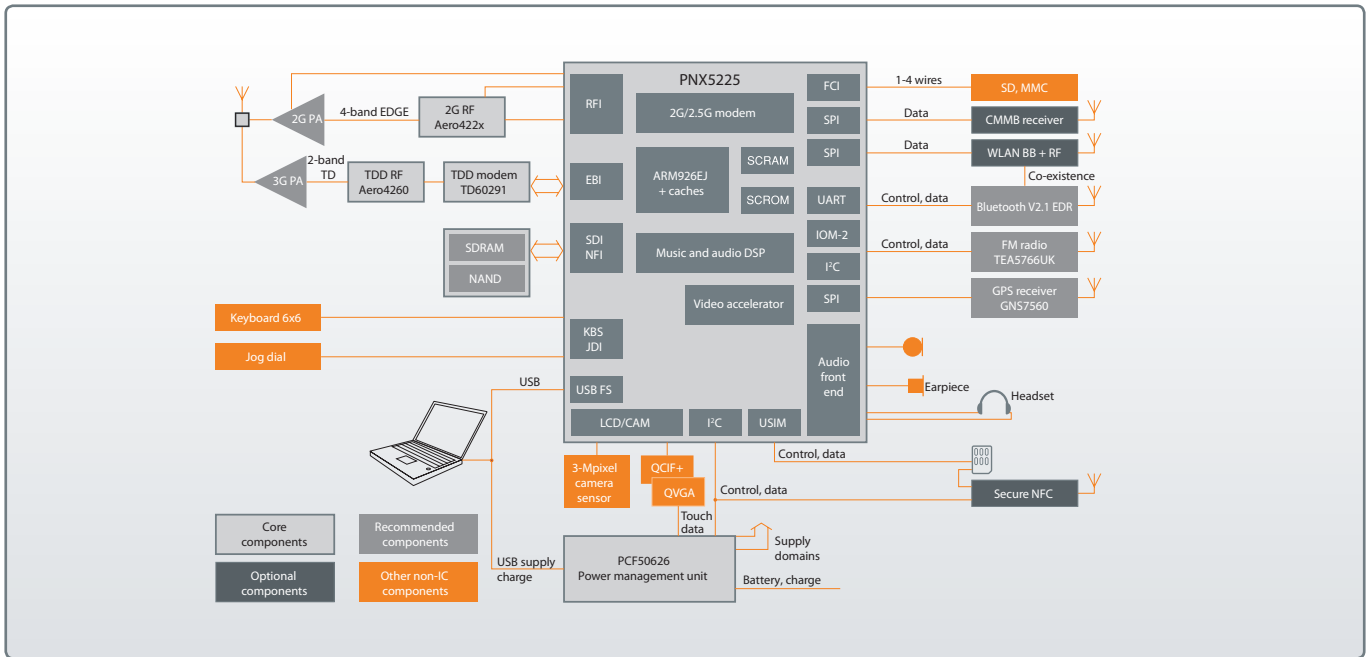 PNX5225
RFI
2G/2.5G modem
FCI
SPI
SPI
EBI
ARM926EJ
+ caches
SCRAM
SCROM
UART
IOM-2
SDI
NFI
Music and audio DSP
I²C
Video accelerator
SPI
KBS
JDI
Audio
front
end
USB FS
LCD/CAM
I²C
USIM
2G PA
4-band EDGE
2G RF
Aero422x
3G PA
2-band
TD
TDD RF
Aero4260
TDD modem
TD60291
SDRAM
NAND
Keyboard 6x6
Jog dial
USB
1-4 wires
SD, MMC
Data
CMMB receiver
Data
WLAN BB + RF
Co-existence
Control, data
Bluetooth V2.1 EDR
Control, data
FM radio
TEA5766UK
GPS receiver
GNS7560
Earpiece
Headset
Control, data
000
000
Control, data
Secure NFC
3-Mpixel
camera
sensor
QCIF+
QVGA
Touch
data
Supply
domains
USB supply
charge
PCF50626
Power management unit
Battery, charge
Core
components
Recommended
components
Optional
components
Other non-IC
components